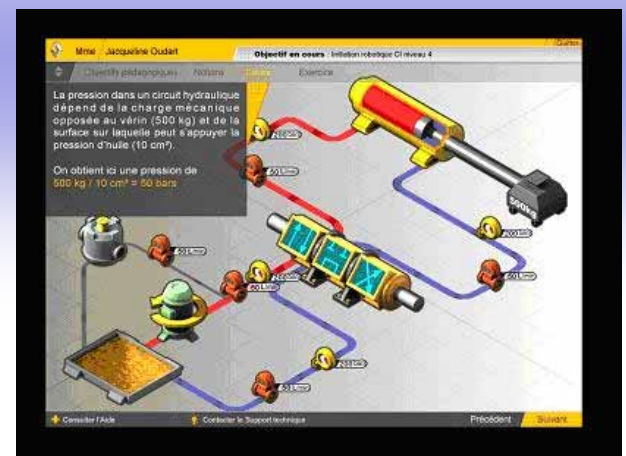 Quitter
Mme Jacqueline Oudart
Objectif en cours : Initiation robotique CI niveau 4
Objectifs pédagogiques Notions Cours Exercice
La pression dans un circuit hydraulique
dépend de la charge mécanique
opposée au vérin (500 kg) et de la
surface sur laquelle peut s'appuyer la
pression d'huile (10 cm²).
On obtient ici une pression de
500 kg / 10 cm² = 50 bars
500kg
Consulter l'Aide
Contacter le Support technique
Précédent
Suivant